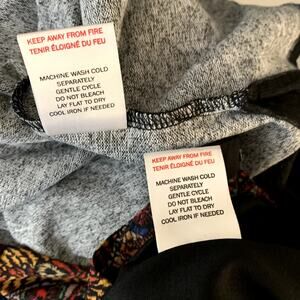 KEEP AWAY FROM FIRE
TENIR ÉLOIGNÉ DU FEU
MACHINE WASH COLD
SEPARATELY
GENTLE CYCLE
DO NOT BLEACH
LAY FLAT TO DRY
COOL IRON IF NEEDED
KEEP AWAY FROM FIRE
TENIR ÉLOIGNÉ DU FEU
MACHINE WASH COLD
SEPARATELY
GENTLE CYCLE
DO NOT BLEACH
LAY FLAT TO DRY
COOL IRON IF NEEDED